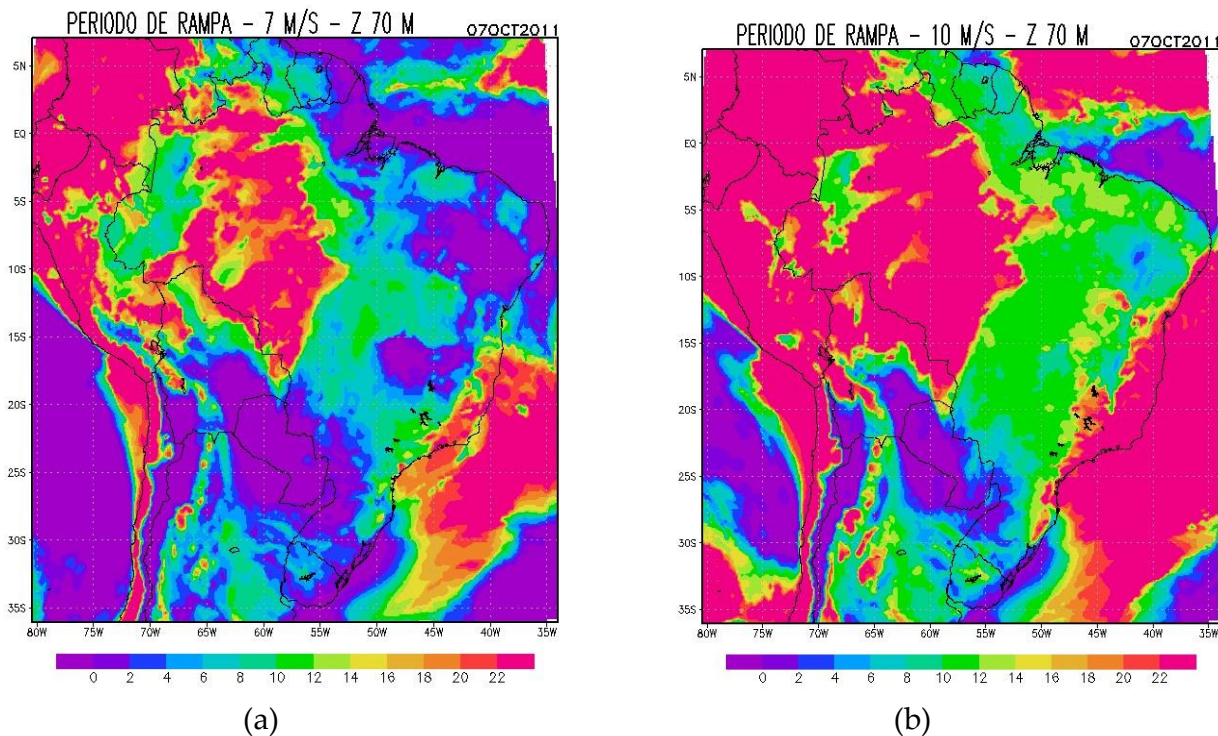 PERIODO DE RAMPA - 7 M/S - Z 70 M 07OCT2011
5N
EQ
5S
10S
15S
20S
25S
30S
35S
80W 75W 70W 65W 60W 55W 50W 45W 40W 35W
0 2 4 6 8 10 12 14 16 18 20 22
(a)
PERIODO DE RAMPA - 10 M/S - Z 70 M 07OCT2011
5N
EQ
5S
10S
15S
20S
25S
30S
35S
80W 75W 70W 65W 60W 55W 50W 45W 40W 35W
0 2 4 6 8 10 12 14 16 18 20 22
(b)